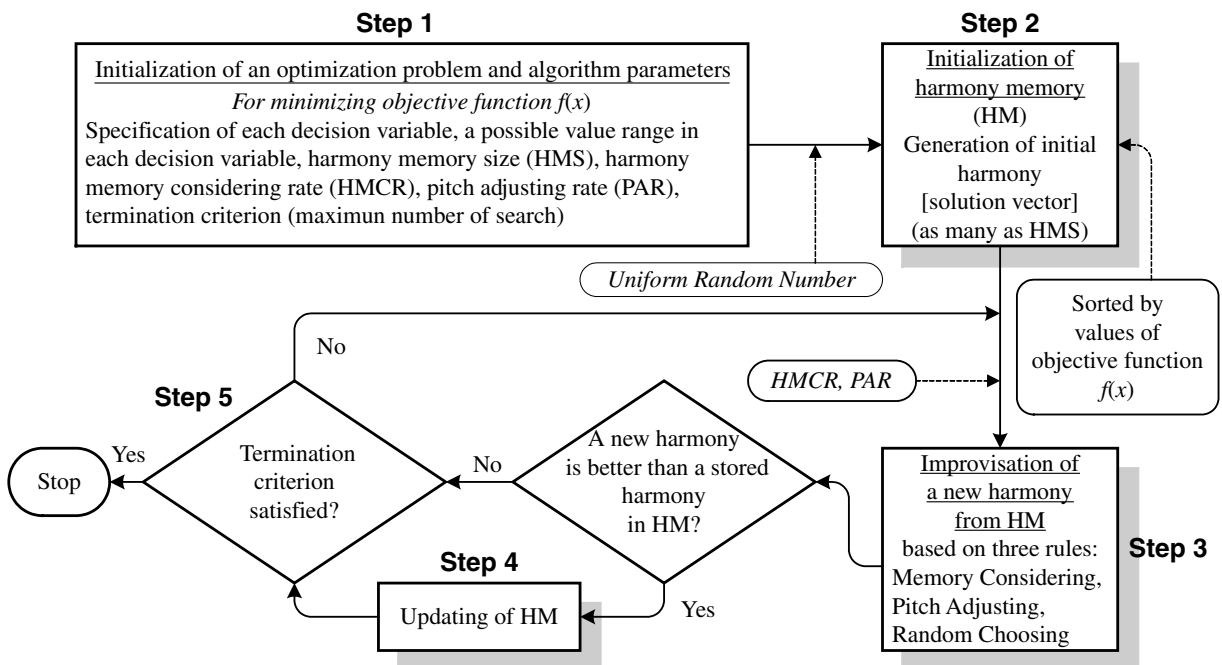 Step 1
Initialization of an optimization problem and algorithm parameters
For minimizing objective function f(x)
Specification of each decision variable, a possible value range in
each decision variable, harmony memory size (HMS), harmony
memory considering rate (HMCR), pitch adjusting rate (PAR),
termination criterion (maximun number of search)
Step 2
Initialization of
harmony memory
(HM)
Generation of initial
harmony
[solution vector]
(as many as HMS)
Uniform Random Number
Sorted by
values of
objective function
f(x)
HMCR, PAR
Step 3
Improvisation of
a new harmony
from HM
based on three rules:
Memory Considering,
Pitch Adjusting,
Random Choosing
A new harmony
is better than a stored
harmony
in HM?
No
Yes
Step 4
Updating of HM
Step 5
Termination
criterion
satisfied?
No
Yes
Stop